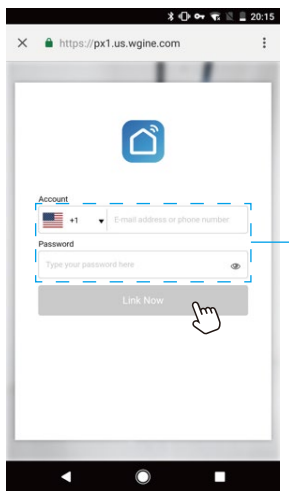 20:15
https://px1.us.wgine.com
Account
+1 E-mail address or phone number
Password
Type your password here
Link Now